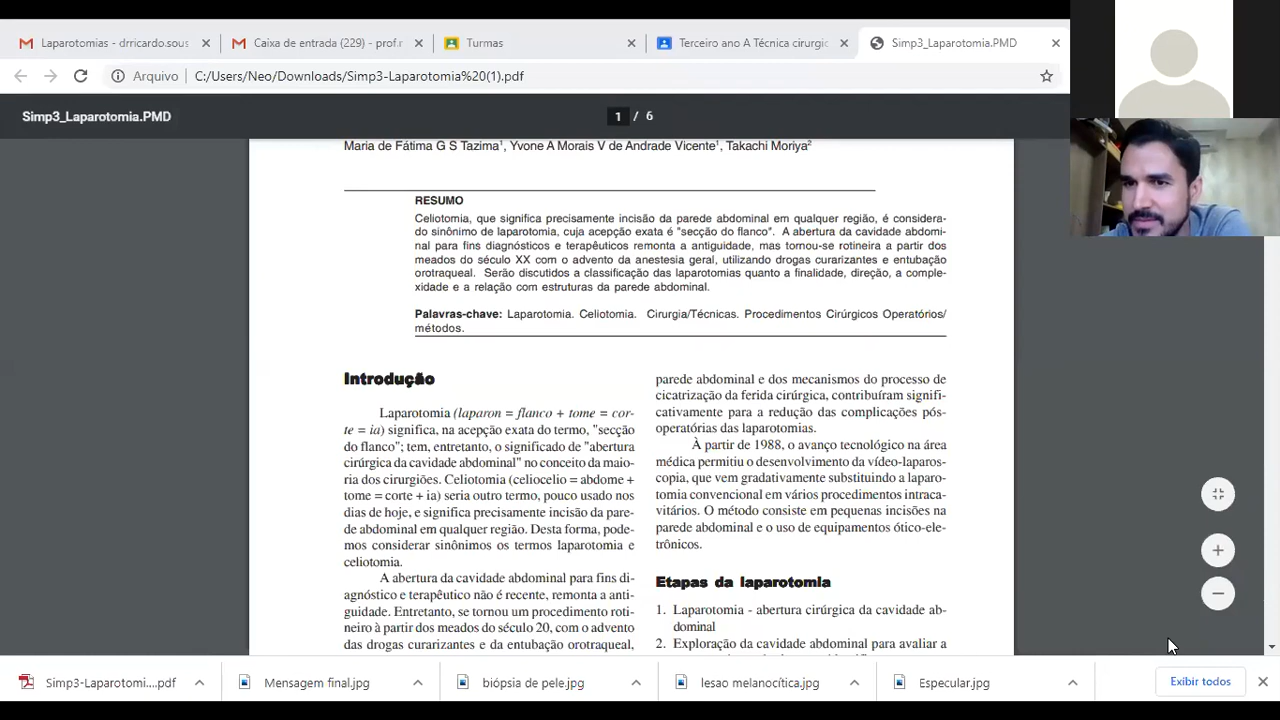 Laparotomias - drricardo.sous
Caixa de entrada (229) - prof.r
Turmas
Terceiro ano A Técnica cirurgic
Simp3_Laparotomia.PMD
Arquivo
C:/Users/Neo/Downloads/Simp3-Laparotomia%20(1).pdf
Simp3_Laparotomia.PMD
1 / 6
Maria de Fátima G S Tazima¹, Yvone A Morais V de Andrade Vicente¹, Takachi Moriya²
RESUMO
Celiotomia, que significa precisamente incisão da parede abdominal em qualquer região, é considera-
do sinônimo de laparotomia, cuja acepção exata é "secção do flanco". A abertura da cavidade abdomi-
nal para fins diagnósticos e terapêuticos remonta a antiguidade, mas tornou-se rotineira a partir dos
meados do século XX com o advento da anestesia geral, utilizando drogas curarizantes e entubação
orotraqueal. Serão discutidos a classificação das laparotomias quanto a finalidade, direção, a comple-
xidade e a relação com estruturas da parede abdominal.
Palavras-chave: Laparotomia. Celiotomia. Cirurgia/Técnicas. Procedimentos Cirúrgicos Operatórios/
métodos.
Introdução
Laparotomia (laparon = flanco + tome = cor-
te = ia) significa, na acepção exata do termo, "secção
do flanco"; tem, entretanto, o significado de "abertura
cirúrgica da cavidade abdominal" no conceito da maio-
ria dos cirurgiões. Celiotomia (celiocelio = abdome +
tome = corte + ia) seria outro termo, pouco usado nos
dias de hoje, e significa precisamente incisão da pare-
de abdominal em qualquer região. Desta forma, pode-
mos considerar sinônimos os termos laparotomia e
celiotomia.
A abertura da cavidade abdominal para fins di-
agnóstico e terapêutico não é recente, remonta a anti-
guidade. Entretanto, se tornou um procedimento roti-
neiro à partir dos meados do século 20, com o advento
das drogas curarizantes e da entubação orotraqueal,
parede abdominal e dos mecanismos do processo de
cicatrização da ferida cirúrgica, contribuíram signifi-
cativamente para a redução das complicações pós-
operatórias das laparotomias.
À partir de 1988, o avanço tecnológico na área
médica permitiu o desenvolvimento da vídeo-laparos-
copia, que vem gradativamente substituindo a laparo-
tomia convencional em vários procedimentos intraca-
vitários. O método consiste em pequenas incisões na
parede abdominal e o uso de equipamentos ótico-ele-
trônicos.
Etapas da laparotomia
1. Laparotomia - abertura cirúrgica da cavidade ab-
dominal
2. Exploração da cavidade abdominal para avaliar a
Simp3-Laparotomi....pdf
Mensagem final.jpg
biópsia de pele.jpg
lesao melanocítica.jpg
Especular.jpg
Exibir todos